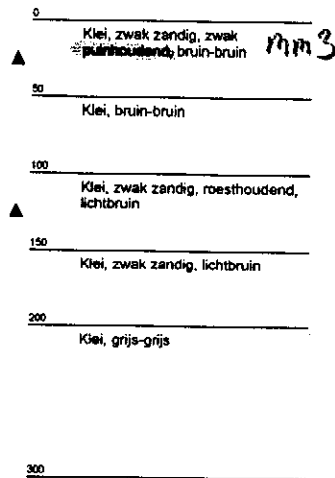 0
Klei, zwak zandig, zwak
puinhoudend, bruin-bruin
mm3
50
Klei, bruin-bruin
100
Klei, zwak zandig, roesthoudend,
lichtbruin
150
Klei, zwak zandig, lichtbruin
200
Klei, grijs-grijs
300